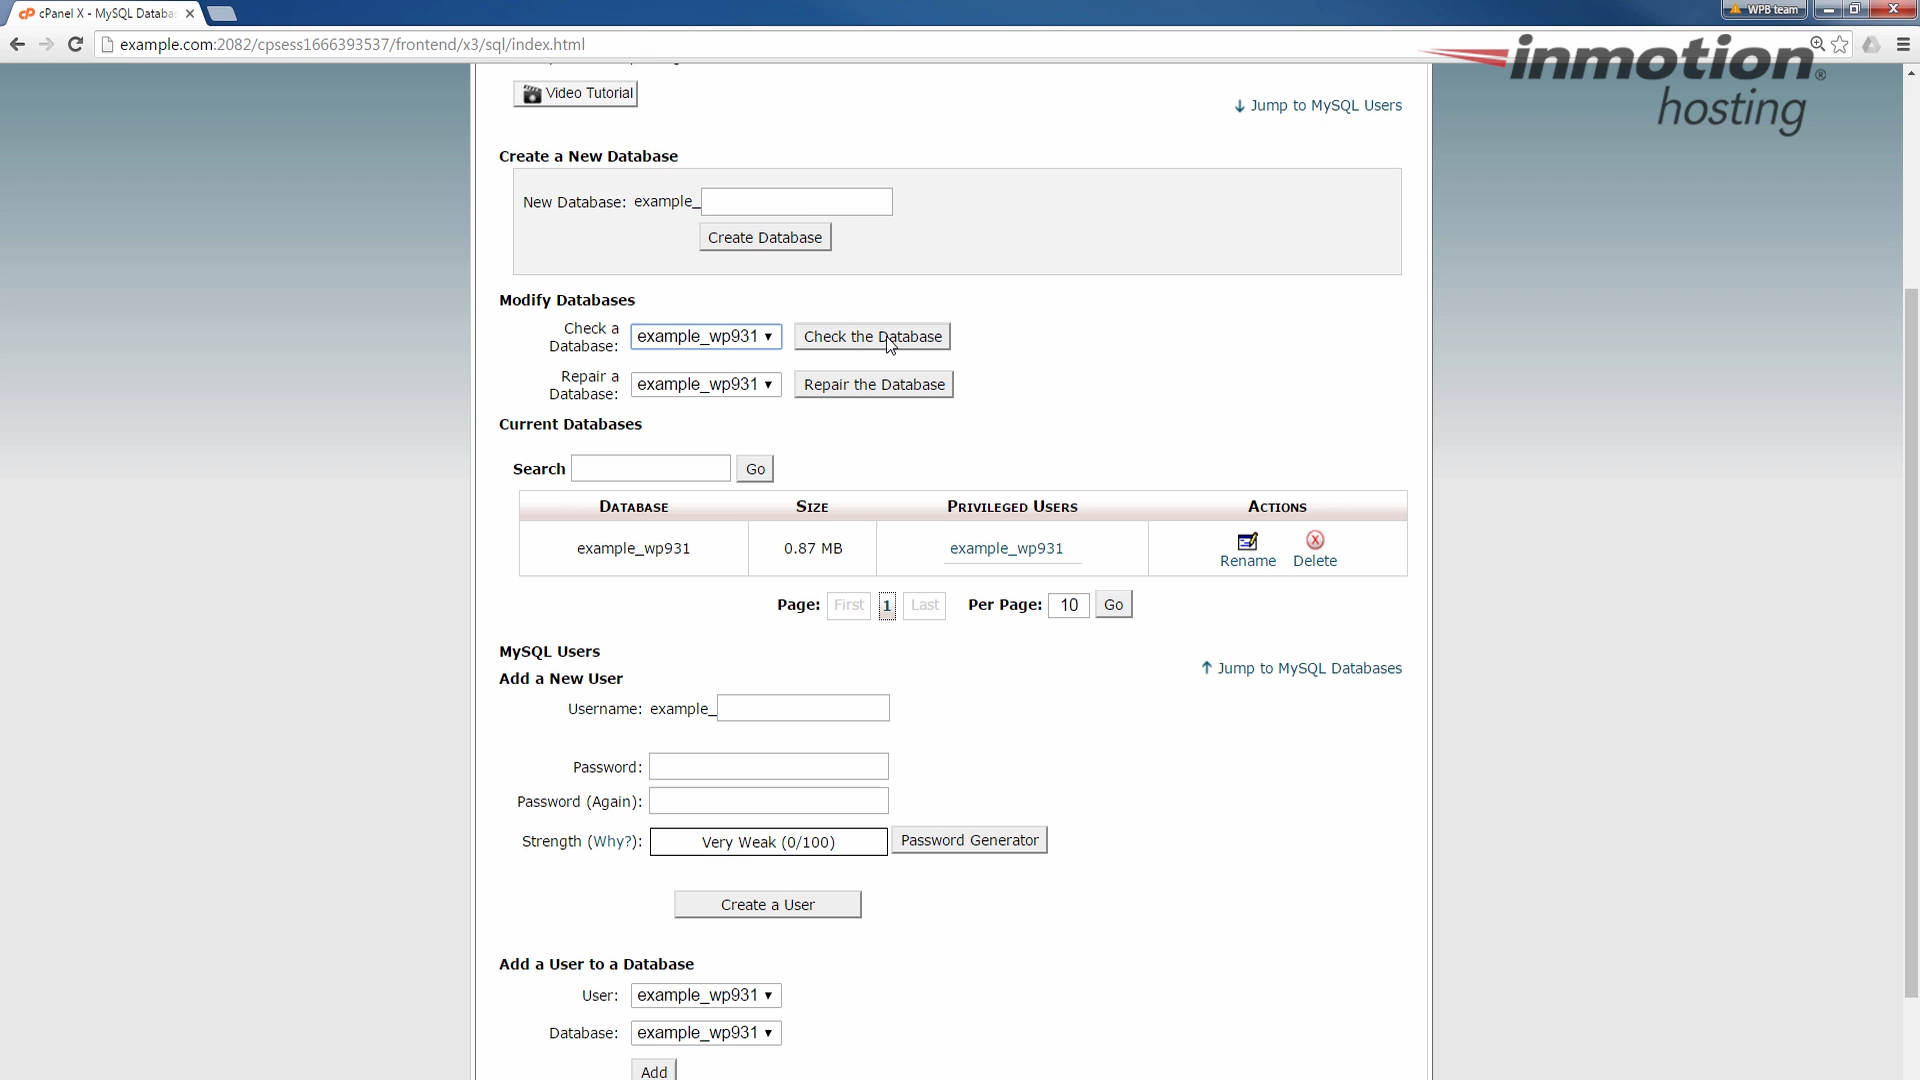 cPanel X - MySQL Databa
WPB team
example.com:2082/cpsess1666393537/frontend/x3/sql/index.html
inmotion®
hosting
Video Tutorial
Jump to MySQL Users
Create a New Database
New Database: example_
Create Database
Modify Databases
Check a
Database: example_wp931 Check the Database
Repair a
Database: example_wp931 Repair the Database
Current Databases
Search Go
DATABASE SIZE PRIVILEGED USERS ACTIONS
example_wp931 0.87 MB example_wp931 Rename Delete
Page: First 1 Last Per Page: 10 Go
MySQL Users
Jump to MySQL Databases
Add a New User
Username: example_
Password:
Password (Again):
Strength (Why?): Very Weak (0/100) Password Generator
Create a User
Add a User to a Database
User: example_wp931
Database: example_wp931
Add